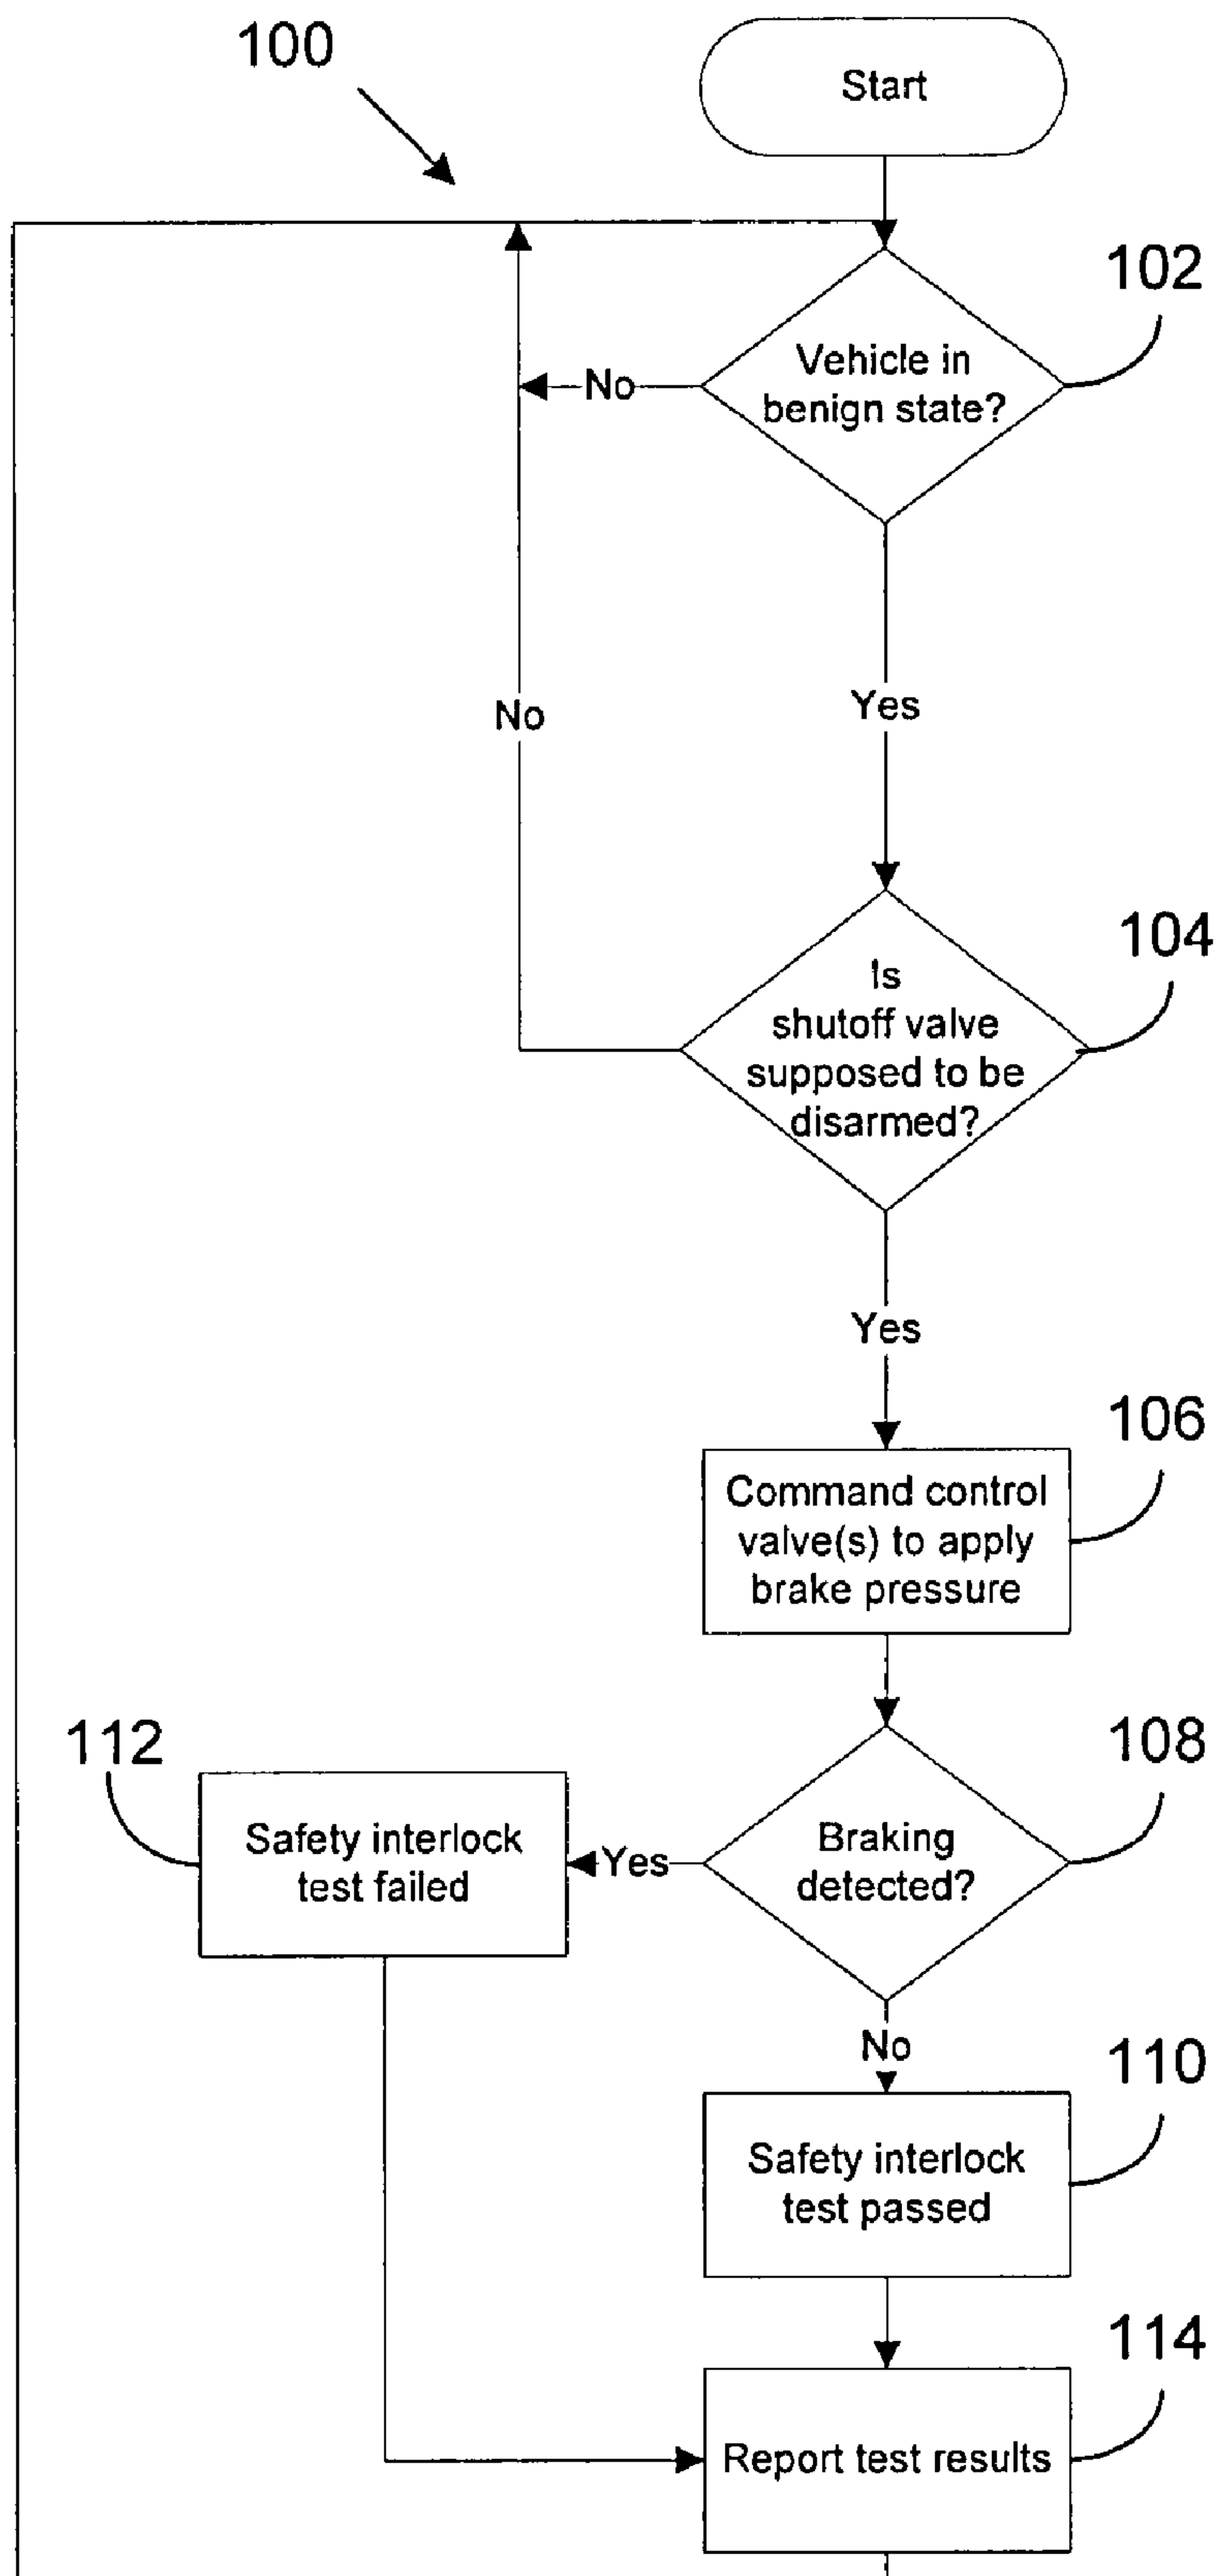 100
Start
102
Vehicle in
benign state?
No
No
Yes
104
Is
shutoff valve
supposed to be
disarmed?
Yes
106
Command control
valve(s) to apply
brake pressure
112
108
Safety interlock
test failed
Yes
Braking
detected?
No
110
Safety interlock
test passed
114
Report test results